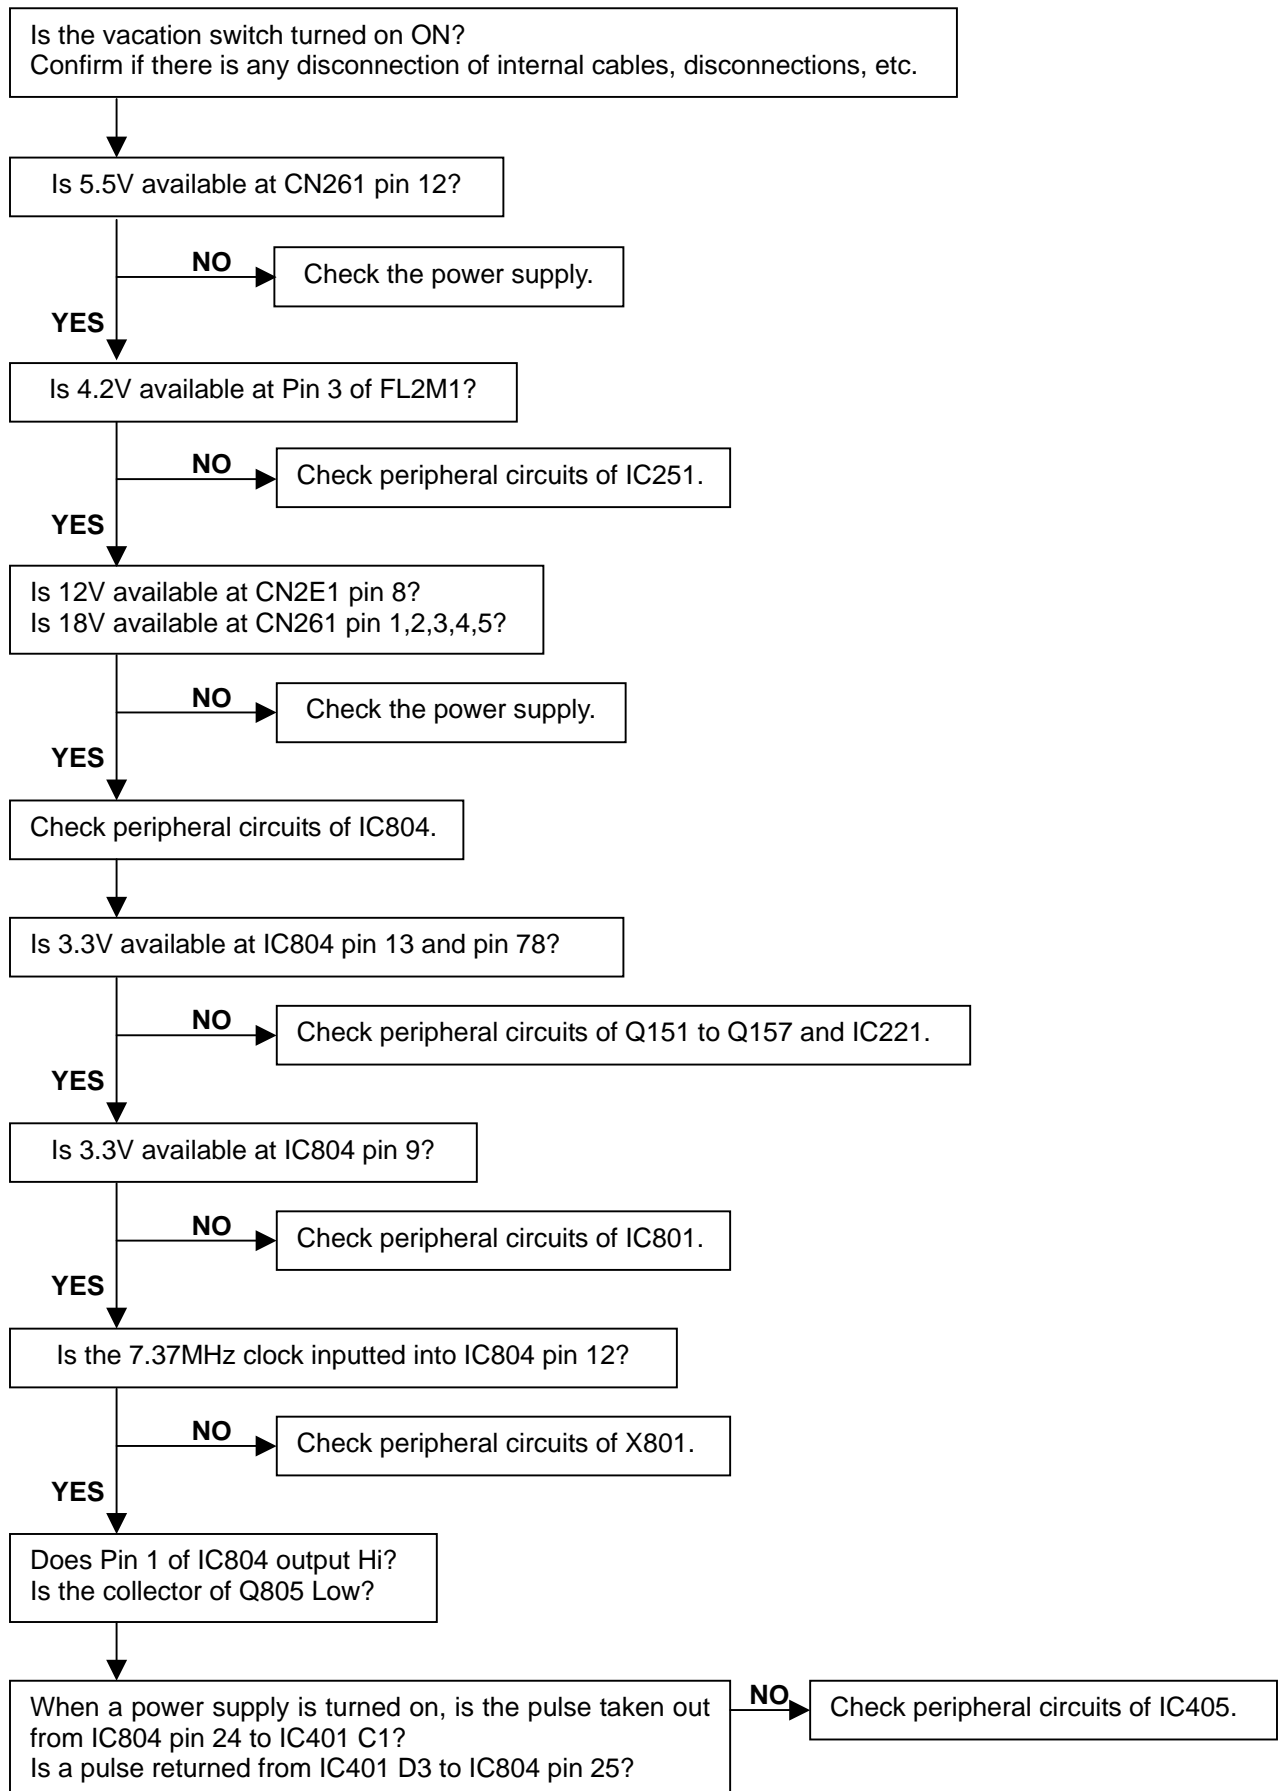 Is the vacation switch turned on ON?
Confirm if there is any disconnection of internal cables, disconnections, etc.
Is 5.5V available at CN261 pin 12?
NO
Check the power supply.
YES
Is 4.2V available at Pin 3 of FL2M1?
NO
Check peripheral circuits of IC251.
YES
Is 12V available at CN2E1 pin 8?
Is 18V available at CN261 pin 1,2,3,4,5?
NO
Check the power supply.
YES
Check peripheral circuits of IC804.
Is 3.3V available at IC804 pin 13 and pin 78?
NO
Check peripheral circuits of Q151 to Q157 and IC221.
YES
Is 3.3V available at IC804 pin 9?
NO
Check peripheral circuits of IC801.
YES
Is the 7.37MHz clock inputted into IC804 pin 12?
NO
Check peripheral circuits of X801.
YES
Does Pin 1 of IC804 output Hi?
Is the collector of Q805 Low?
When a power supply is turned on, is the pulse taken out
from IC804 pin 24 to IC401 C1?
Is a pulse returned from IC401 D3 to IC804 pin 25?
NO
Check peripheral circuits of IC405.